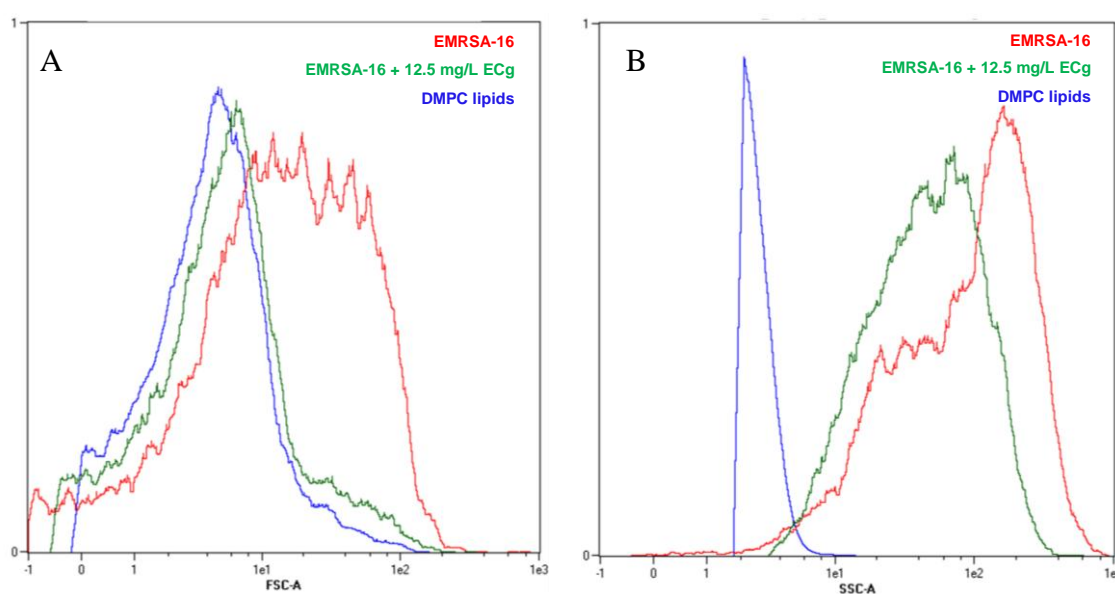 A
EMRSA-16
EMRSA-16 + 12.5 mg/L ECg
DMPC lipids
1
0
-1 0 1 1e1 1e2 1e3
FSC-A
B
EMRSA-16
EMRSA-16 + 12.5 mg/L ECg
DMPC lipids
1
0
-1 0 1 1e1 1e2
SSC-A